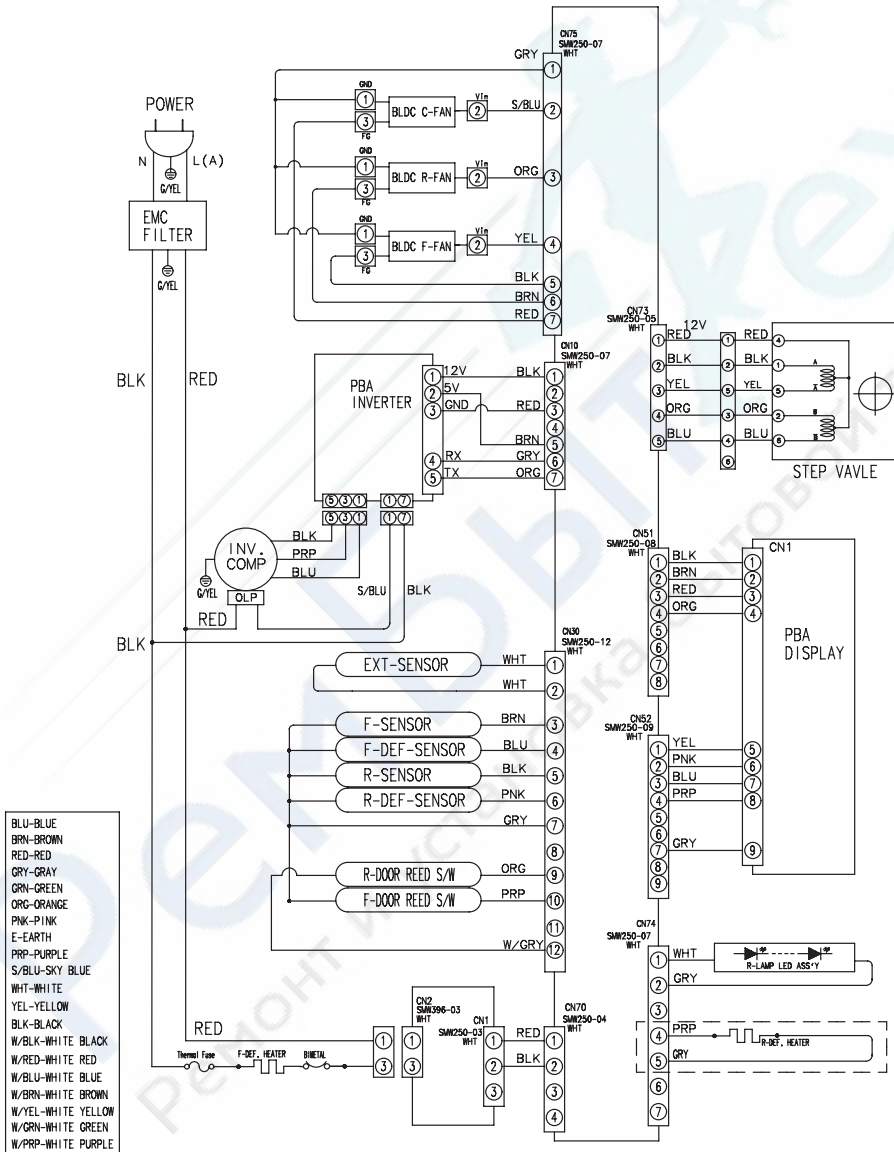 CN75
SMW250-07
WHT
GRY 1
POWER
N L(A)
G/YEL
EMC
FILTER
G/YEL
BLK RED
GND
1 3
FG
BLDC C-FAN
Vin
2
S/BLU 2
GND
1 3
FG
BLDC R-FAN
Vin
2
ORG 3
GND
1 3
FG
BLDC F-FAN
Vin
2
YEL 4
BLK 5
BRN 6
RED 7
CN73
SMW250-05
WHT
12V
1 RED 1 RED 4
2 BLK 2 BLK 1
3 YEL 5 YEL 5
4 ORG 3 ORG 2
5 BLU 4 BLU 6
6
A
A
B
B
STEP VAVLE
CN10
SMW250-07
WHT
PBA
INVERTER
1 12V BLK 1
2 5V 2
3 GND RED 3
4
BRN 5
4 RX GRY 6
5 TX ORG 7
5 3 1 1 7
5 3 1 1 7
INV.
COMP
OLP
G/YEL
BLK
PRP
BLU
S/BLU
BLK
RED
BLK
CN51
SMW250-08
WHT
CN1
1 BLK 1
2 BRN 2
3 RED 3
4 ORG 4
5
6
7
8
PBA
DISPLAY
CN30
SMW250-12
WHT
EXT-SENSOR WHT 1
WHT 2
F-SENSOR BRN 3
F-DEF-SENSOR BLU 4
R-SENSOR BLK 5
R-DEF-SENSOR PNK 6
GRY 7
8
R-DOOR REED S/W ORG 9
F-DOOR REED S/W PRP 10
11
W/GRY 12
CN52
SMW250-09
WHT
1 YEL 5
2 PNK 6
3 BLU 7
4 PRP 8
5
6
7 GRY 9
8
9
CN74
SMW250-07
WHT
1 WHT
R-LAMP LED ASS'Y
2 GRY
3
4 PRP
R-DEF. HEATER
5 GRY
6
7
RED
Thermal Fuse F-DEF. HEATER BIMETAL
1
3
CN2
SMW396-03
WHT
1
3
CN1
SMW250-03
WHT
1 RED 1
2 BLK 2
3 3
4
CN70
SMW250-04
WHT
BLU-BLUE
BRN-BROWN
RED-RED
GRY-GRAY
GRN-GREEN
ORG-ORANGE
PNK-PINK
E-EARTH
PRP-PURPLE
S/BLU-SKY BLUE
WHT-WHITE
YEL-YELLOW
BLK-BLACK
W/BLK-WHITE BLACK
W/RED-WHITE RED
W/BLU-WHITE BLUE
W/BRN-WHITE BROWN
W/YEL-WHITE YELLOW
W/GRN-WHITE GREEN
W/PRP-WHITE PURPLE
РемБытТех
Ремонт и установка бытовой